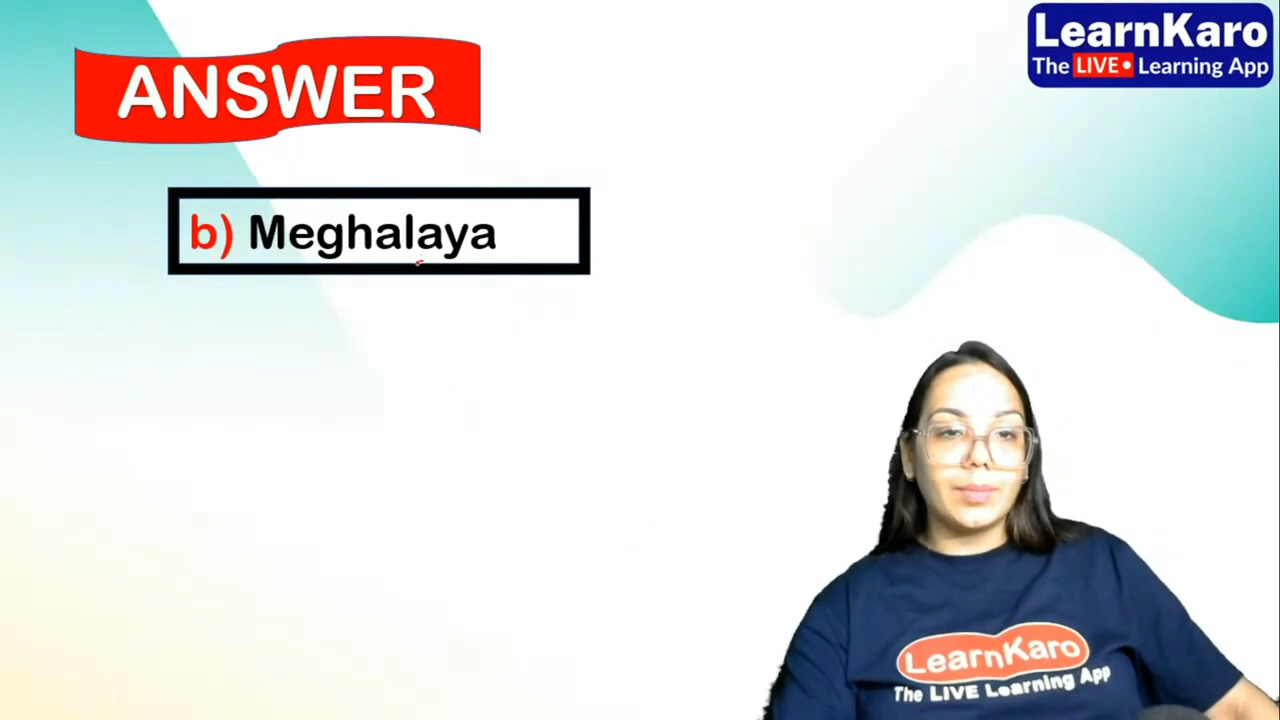 ANSWER
LearnKaro
The LIVE• Learning App
b) Meghalaya
LearnKaro
The LIVE Learning App